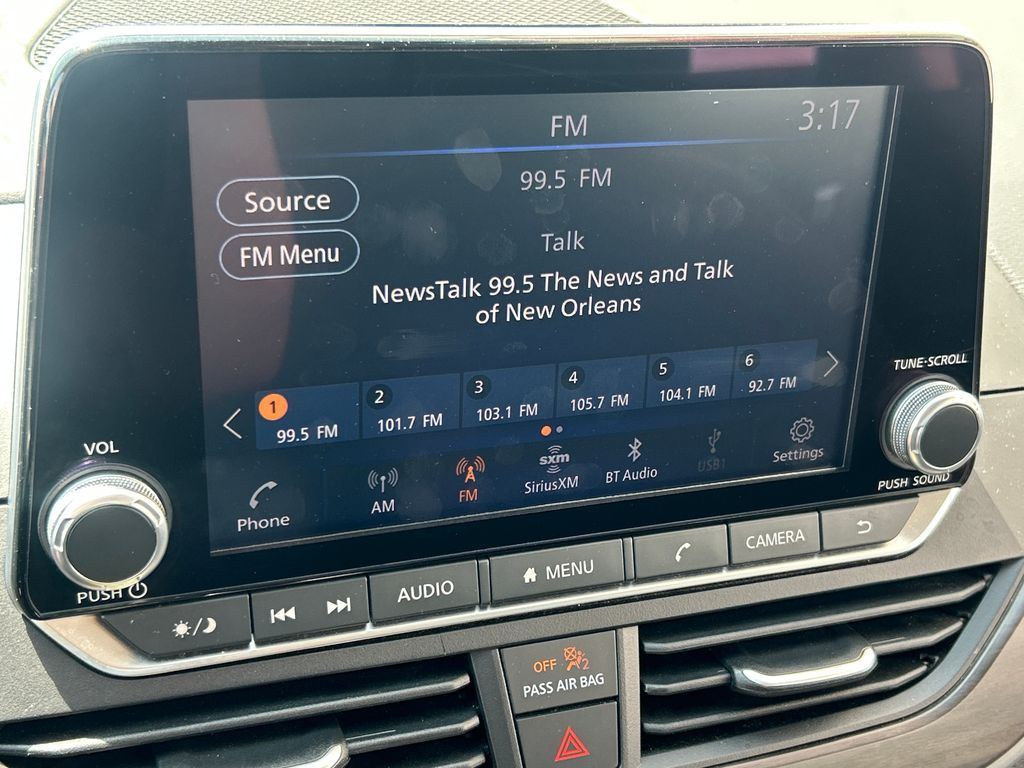 FM
3:17
99.5 FM
Source
Talk
FM Menu
NewsTalk 99.5 The News and Talk
of New Orleans
1
99.5 FM
2
101.7 FM
3
103.1 FM
4
105.7 FM
5
104.1 FM
6
92.7 FM
Phone
AM
FM
sxm
SiriusXM
BT Audio
USB1
Settings
VOL
PUSH
TUNE·SCROLL
PUSH SOUND
AUDIO
MENU
CAMERA
OFF
2
PASS AIR BAG